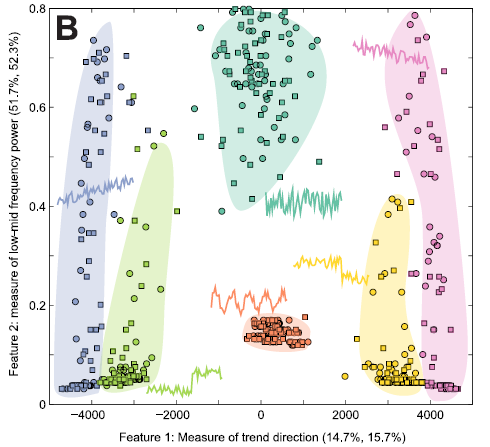 B
0.8
0.6
0.4
0.2
0
−4000 −2000 0 2000 4000
Feature 2: measure of low–mid frequency power (51.7%, 52.3%)
Feature 1: Measure of trend direction (14.7%, 15.7%)